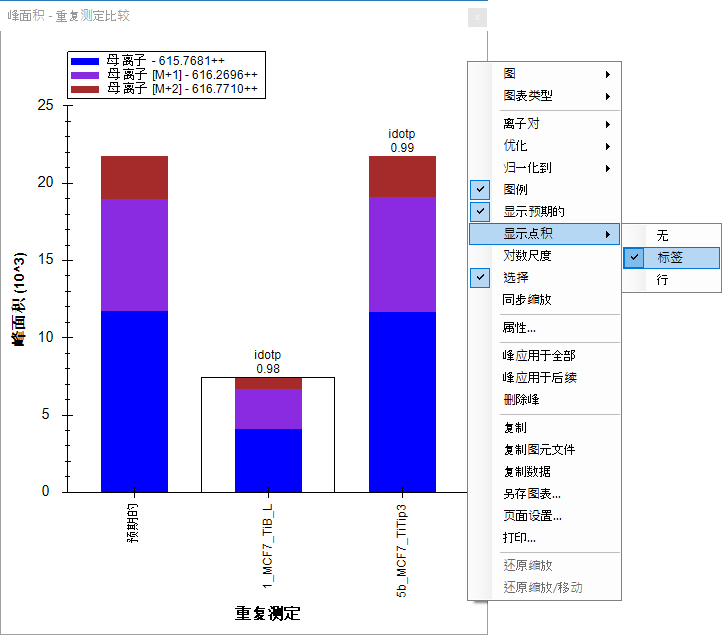 峰面积 - 重复测定比较
x
母离子 - 615.7681++
母离子 [M+1] - 616.2696++
母离子 [M+2] - 616.7710++
25
20
15
10
5
0
峰面积 (10^3)
idotp
0.98
idotp
0.99
预期的
1_MCF7_TiB_L
5b_MCF7_TiTip3
重复测定
图
图表类型
离子对
优化
归一化到
图例
显示预期的
显示点积
对数尺度
选择
同步缩放
属性...
峰应用于全部
峰应用于后续
删除峰
复制
复制图元文件
复制数据
另存图表...
页面设置...
打印...
还原缩放
还原缩放/移动
无
标签
行